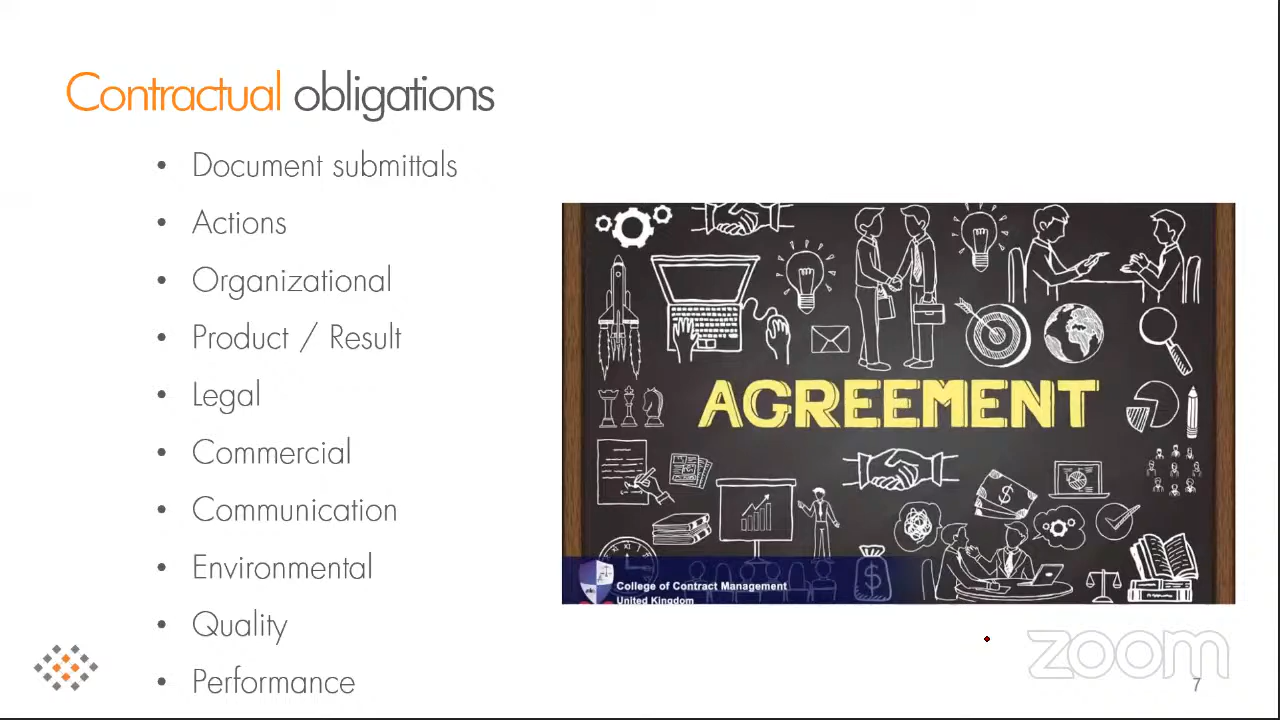 Contractual obligations
• Document submittals
• Actions
• Organizational
• Product / Result
• Legal
• Commercial
• Communication
• Environmental
• Quality
• Performance
AGREEMENT
College of Contract Management
United Kingdom
zoom
7